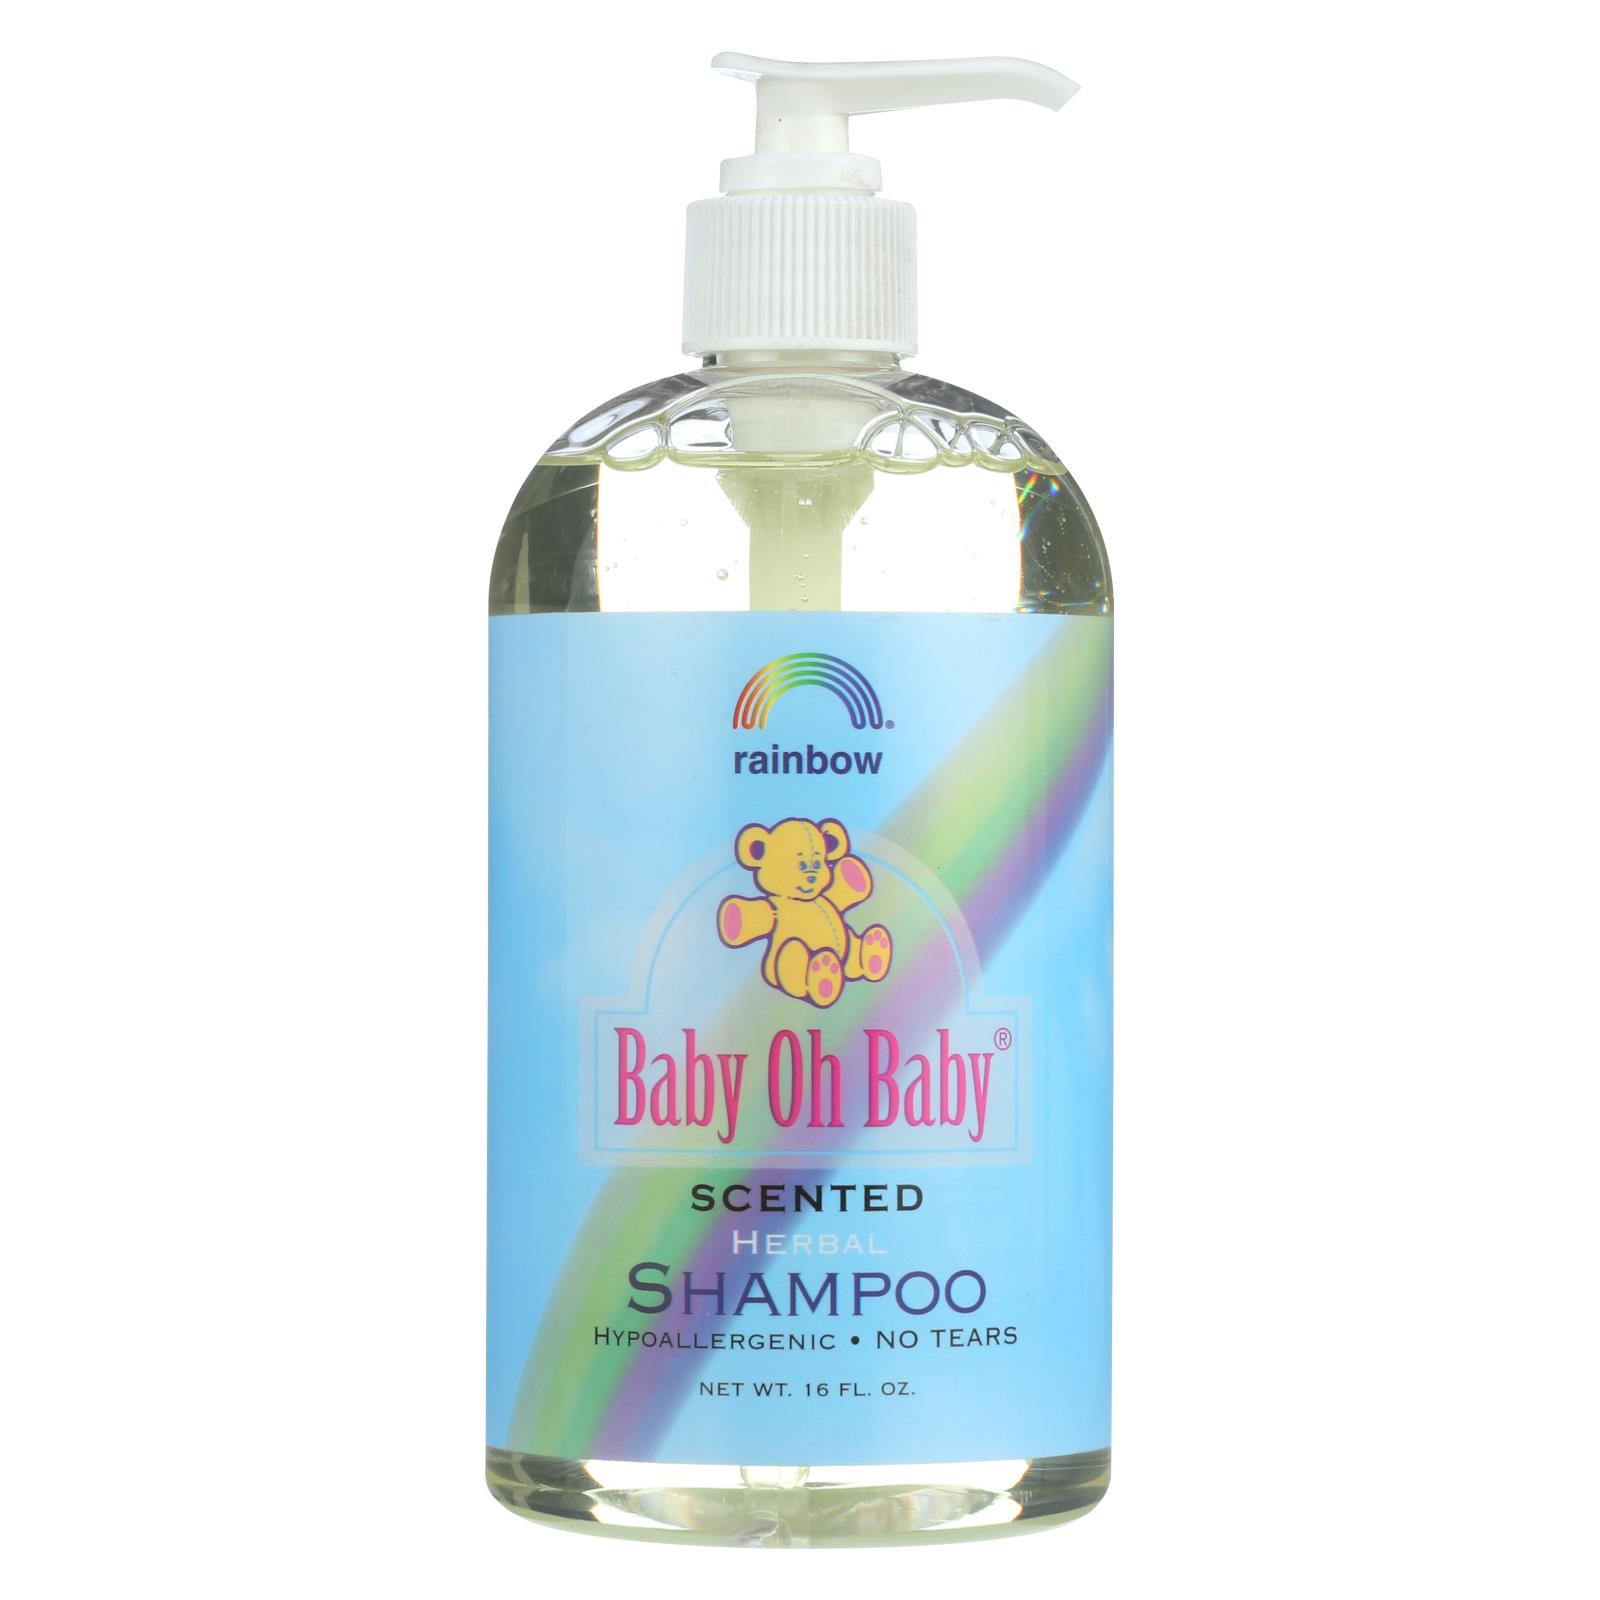 ®
rainbow
Baby Oh Baby®
SCENTED
HERBAL
SHAMPOO
HYPOALLERGENIC • NO TEARS
NET WT. 16 FL. OZ.